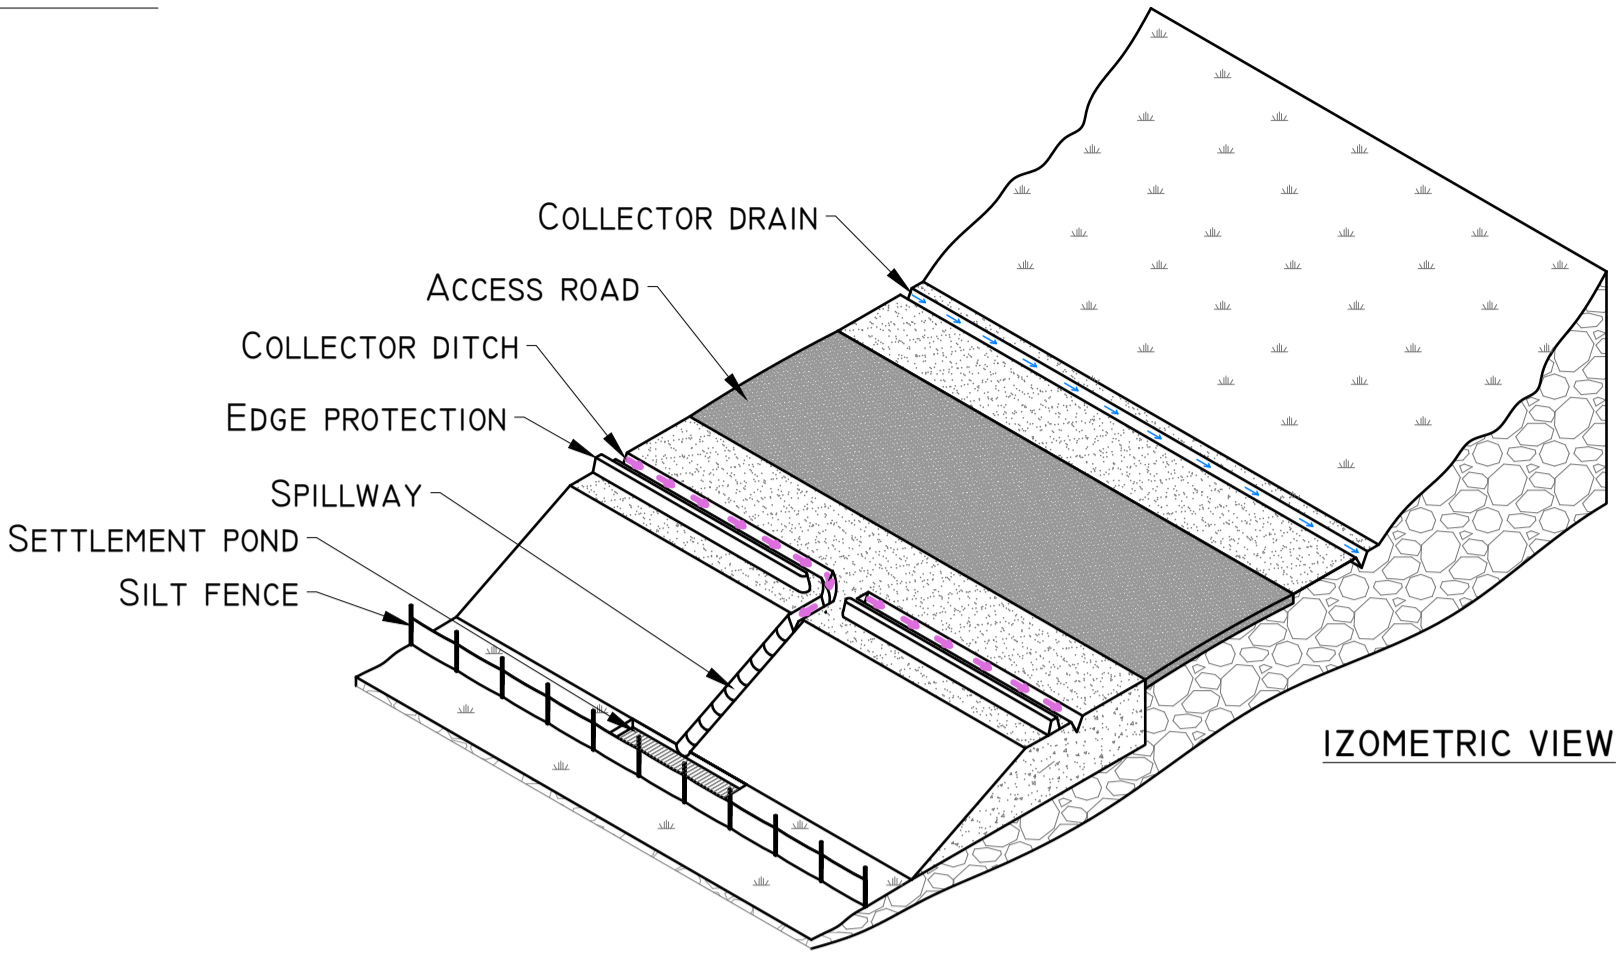 COLLECTOR DRAIN
ACCESS ROAD
COLLECTOR DITCH
EDGE PROTECTION
SPILLWAY
SETTLEMENT POND
SILT FENCE
IZOMETRIC VIEW